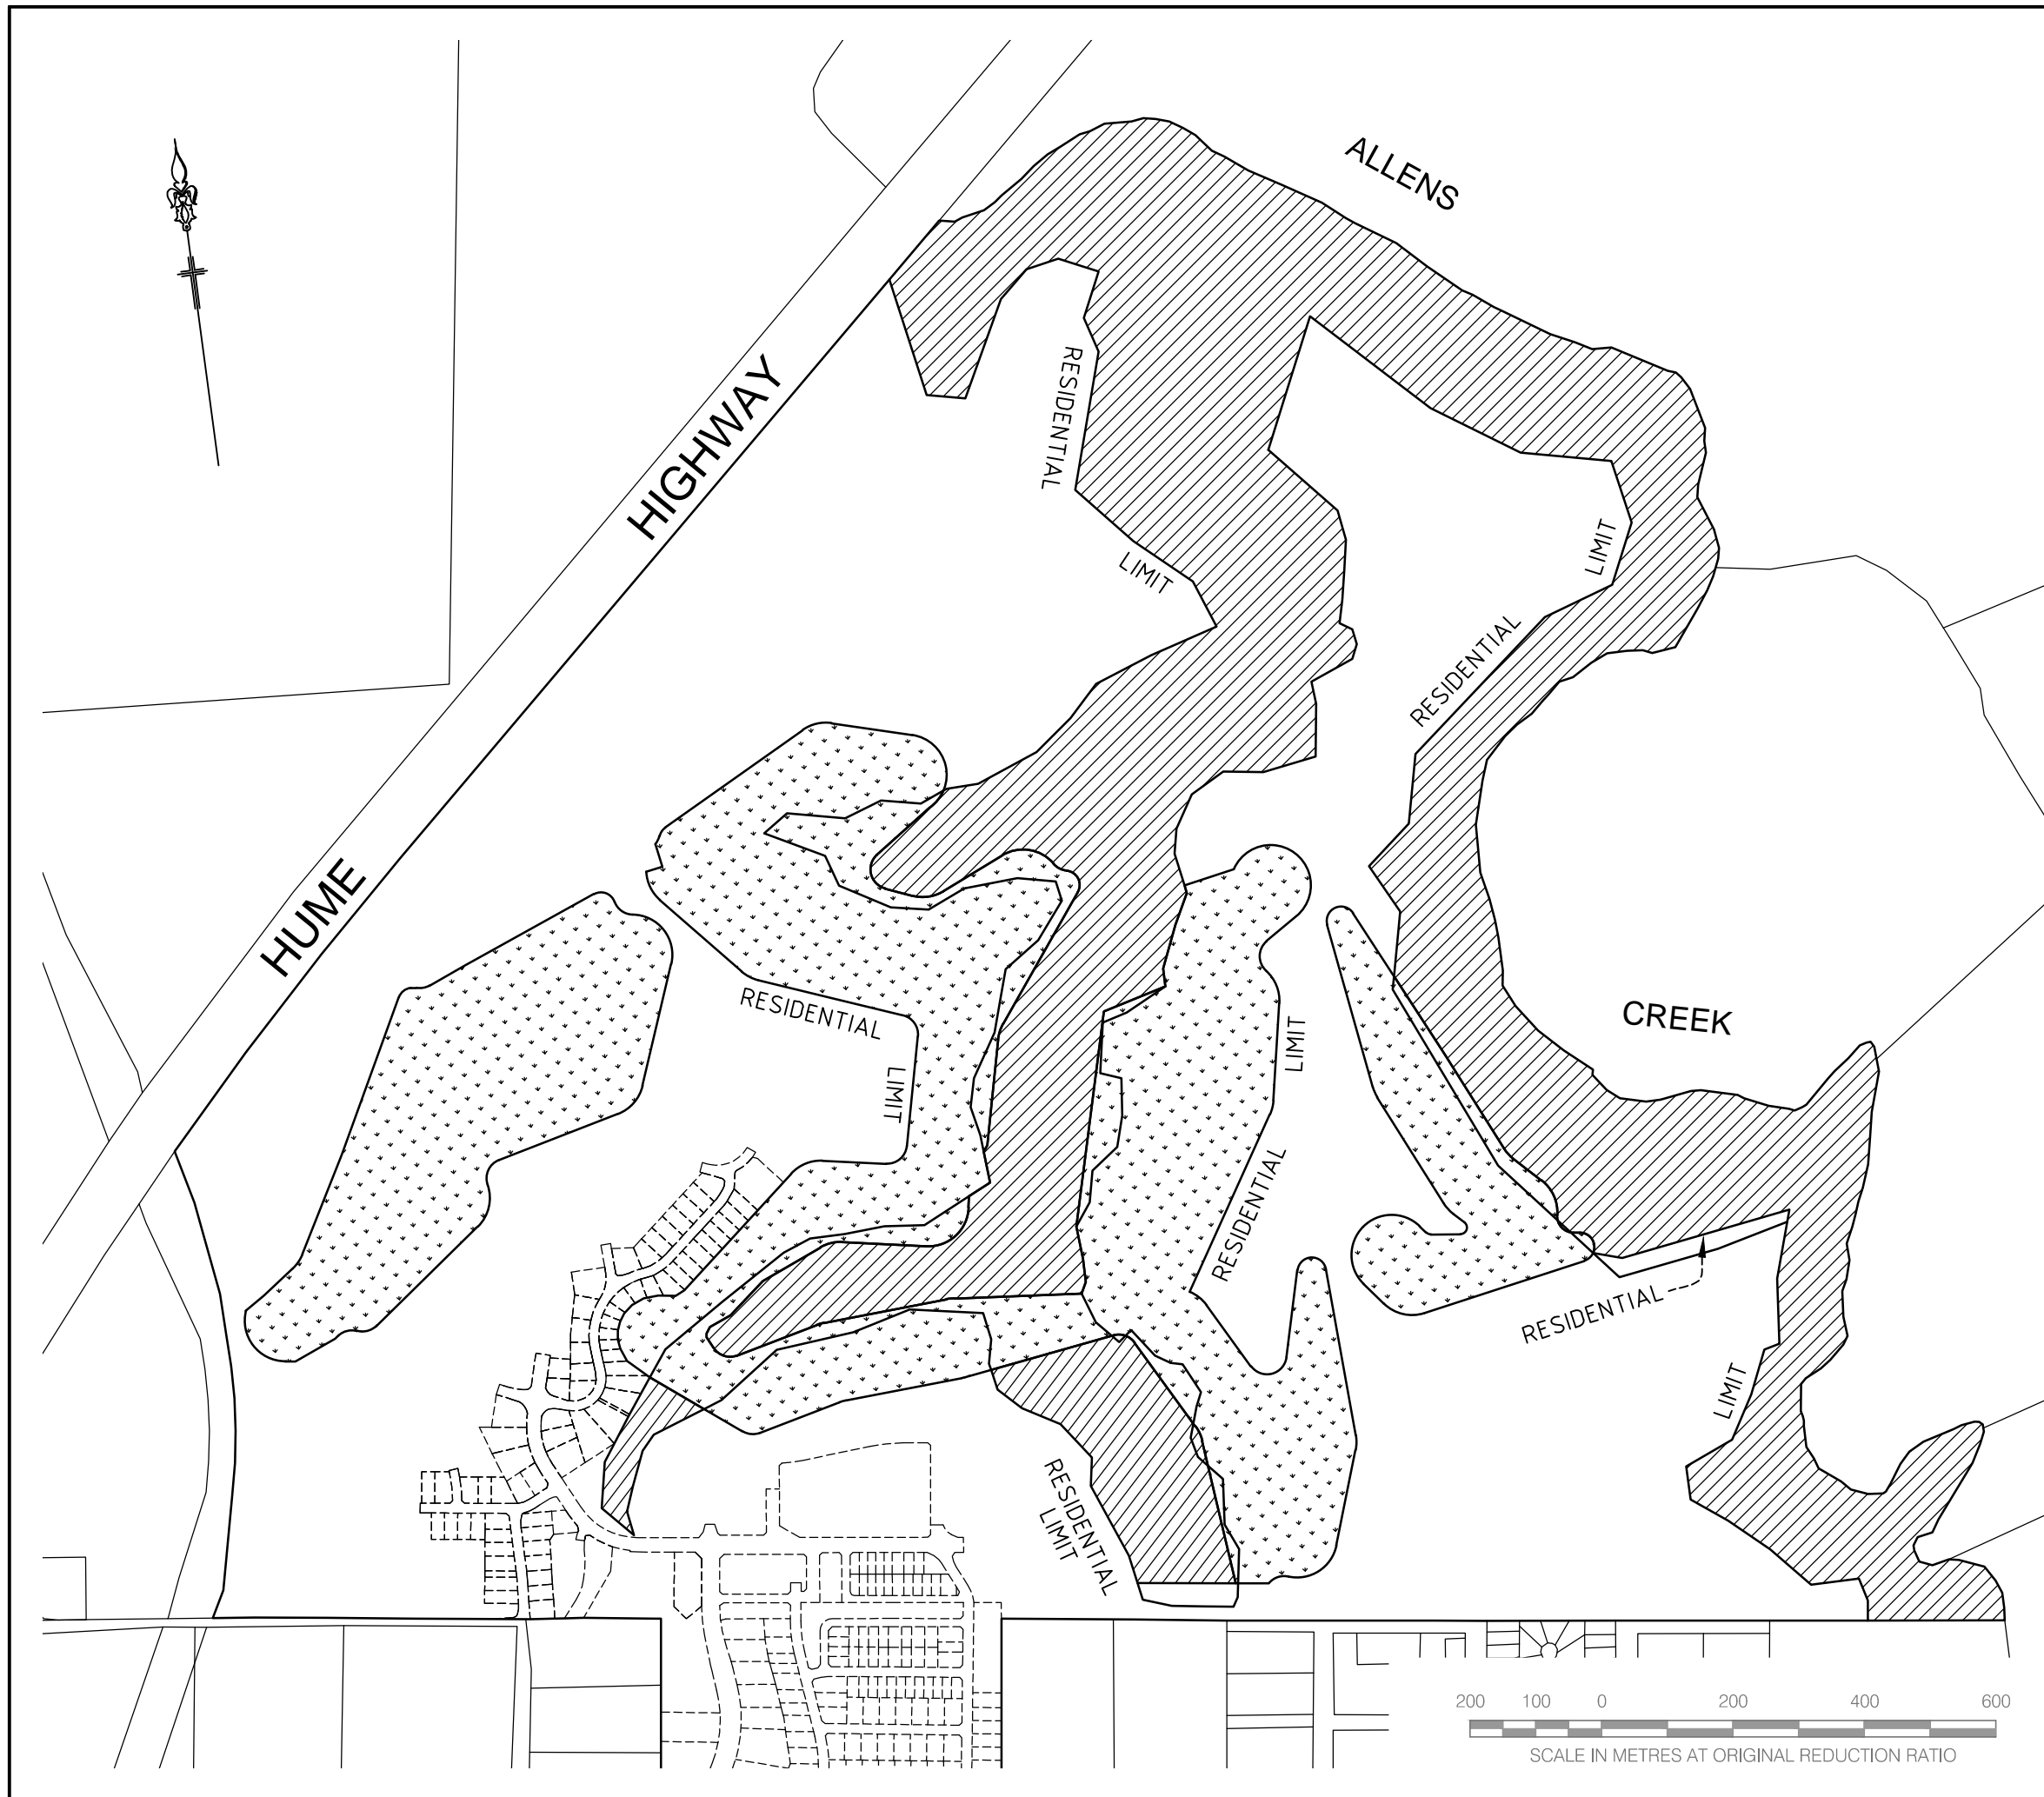 ALLENS
RESIDENTIAL
HIGHWAY
LIMIT
LIMIT
RESIDENTIAL
HUME
RESIDENTIAL
CREEK
LIMIT
LIMIT
RESIDENTIAL
RESIDENTIAL
LIMIT
RESIDENTIAL
LIMIT
200 100 0 200 400 600
SCALE IN METRES AT ORIGINAL REDUCTION RATIO